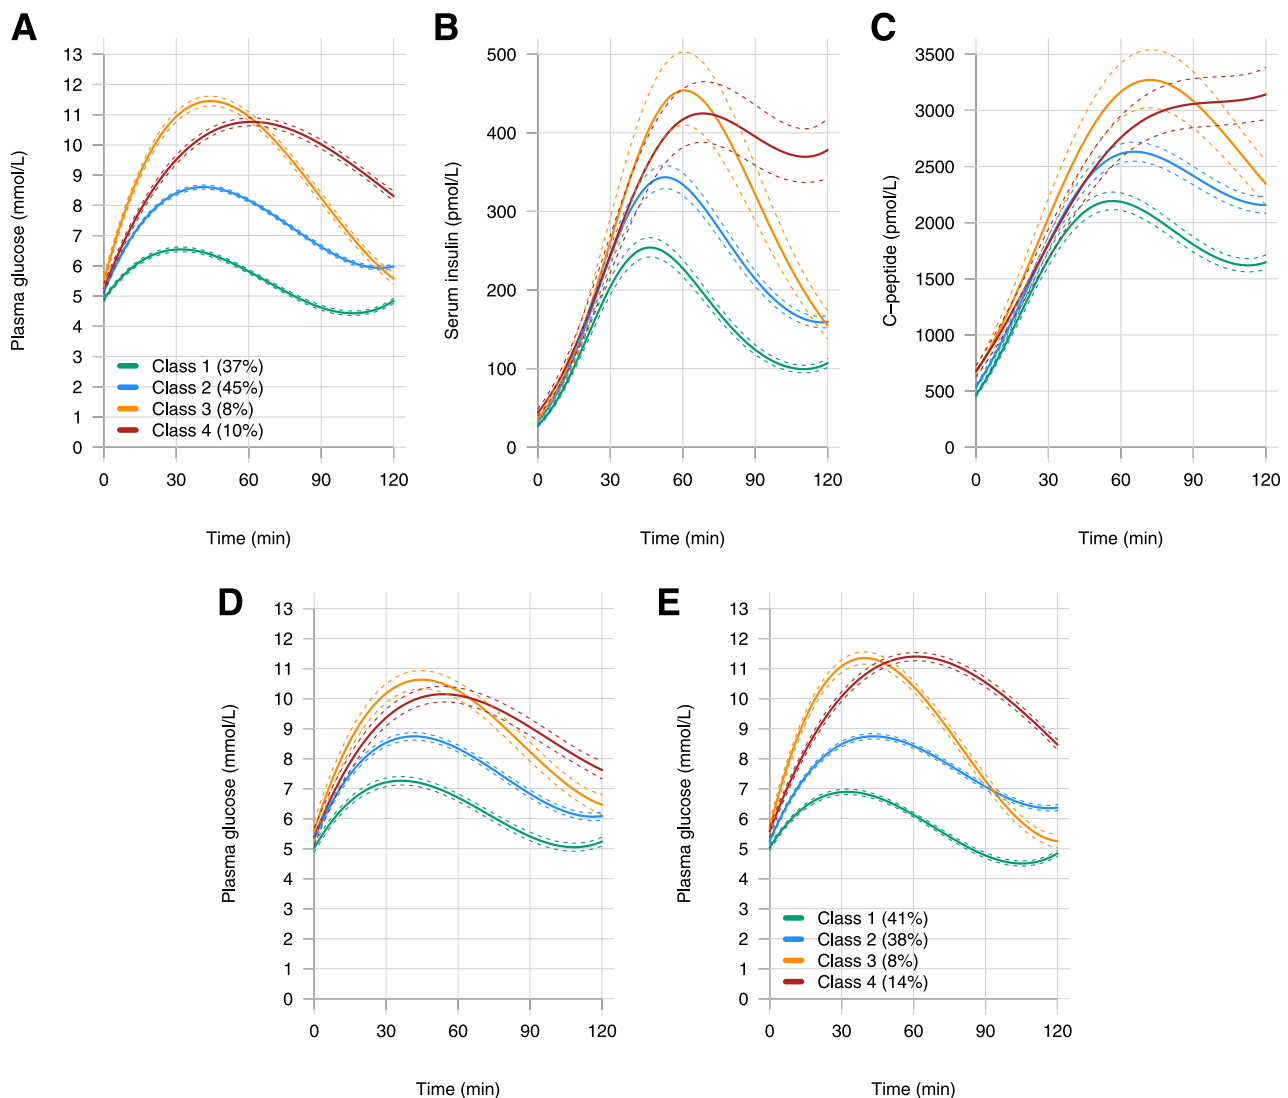 A
Plasma glucose (mmol/L)
13
12
11
10
9
8
7
6
5
4
3
2
1
0
Class 1 (37%)
Class 2 (45%)
Class 3 (8%)
Class 4 (10%)
0 30 60 90 120
Time (min)
B
Serum insulin (pmol/L)
500
400
300
200
100
0
0 30 60 90 120
Time (min)
C
C–peptide (pmol/L)
3500
3000
2500
2000
1500
1000
500
0
0 30 60 90 120
Time (min)
D
Plasma glucose (mmol/L)
13
12
11
10
9
8
7
6
5
4
3
2
1
0
0 30 60 90 120
Time (min)
E
Plasma glucose (mmol/L)
13
12
11
10
9
8
7
6
5
4
3
2
1
0
Class 1 (41%)
Class 2 (38%)
Class 3 (8%)
Class 4 (14%)
0 30 60 90 120
Time (min)